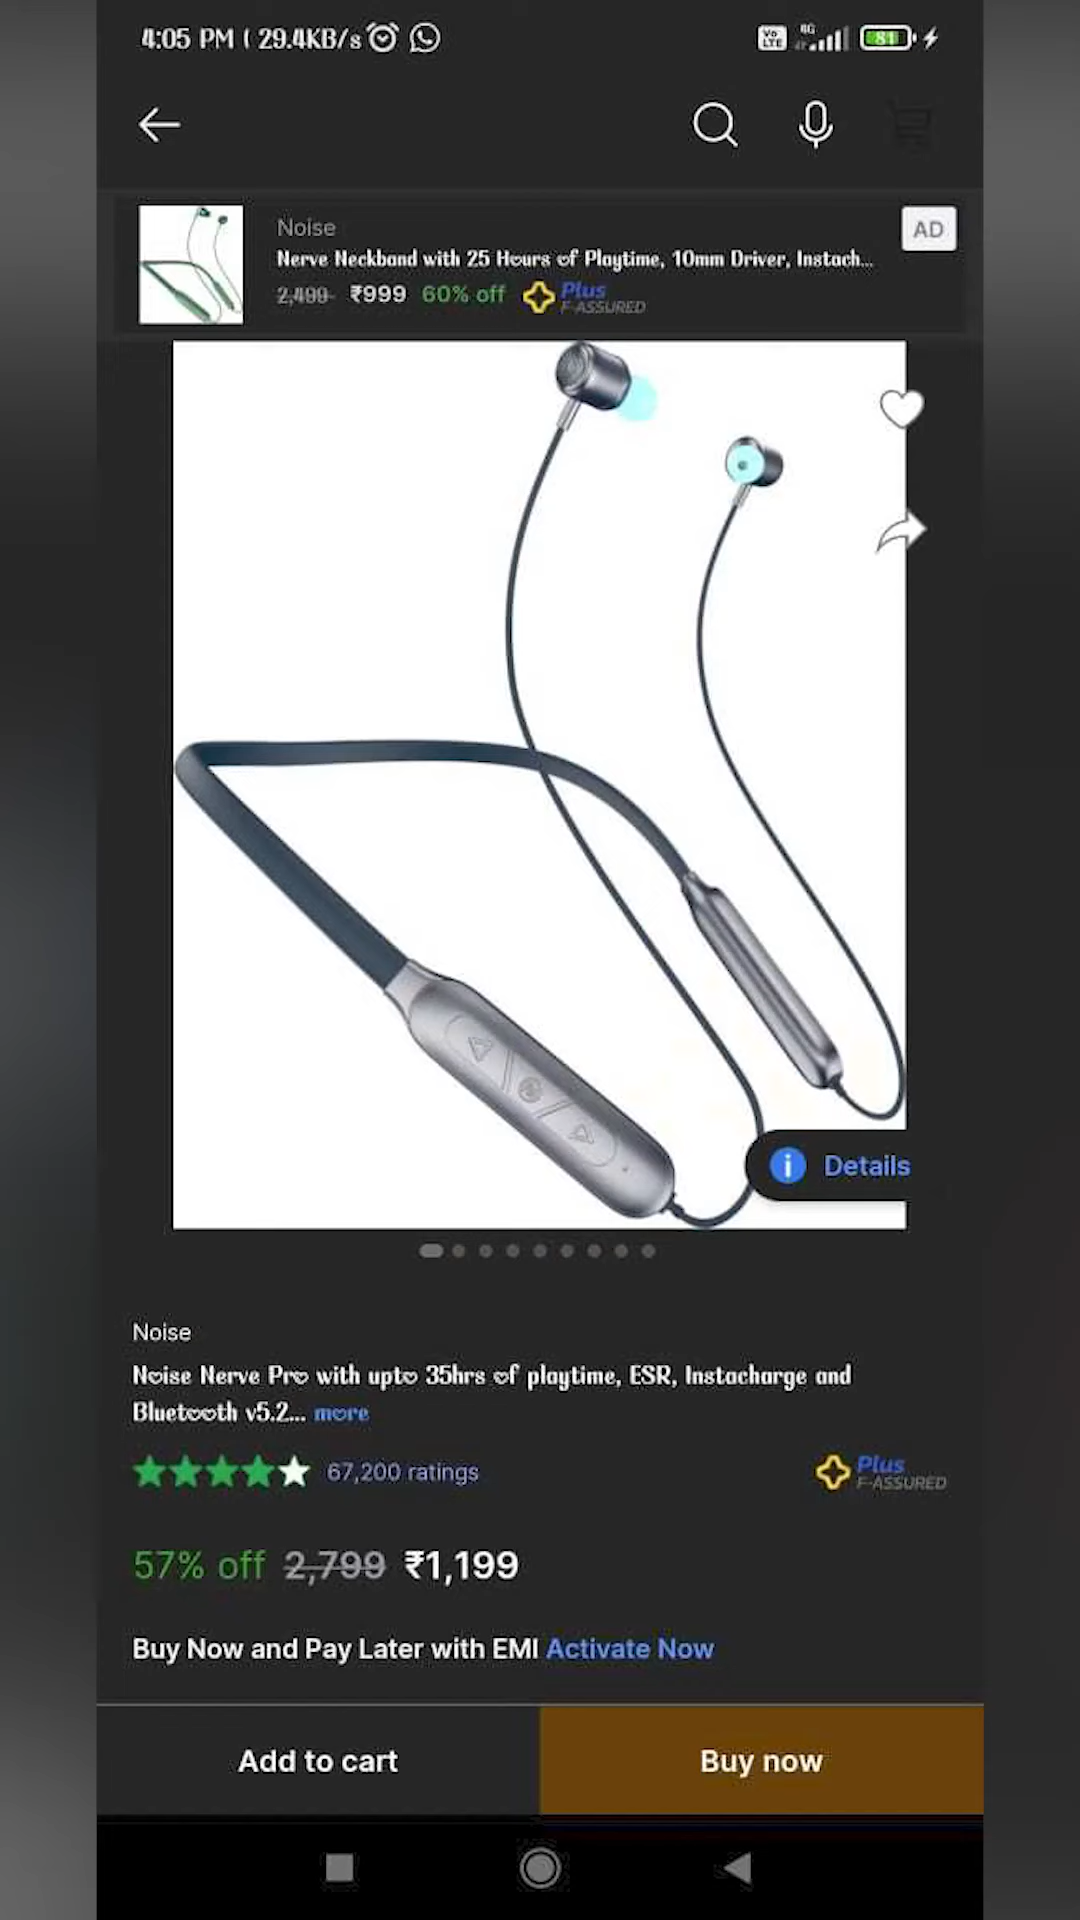 4:05 PM | 29.4KB/s
Vo LTE 4G 81
Noise
AD
Nerve Neckband with 25 Hours of Playtime, 10mm Driver, Instach...
2,499 ₹999 60% off Plus
F-ASSURED
Details
Noise
Noise Nerve Pro with upto 35hrs of playtime, ESR, Instacharge and
Bluetooth v5.2... more
67,200 ratings Plus
F-ASSURED
57% off 2,799 ₹1,199
Buy Now and Pay Later with EMI Activate Now
Add to cart Buy now